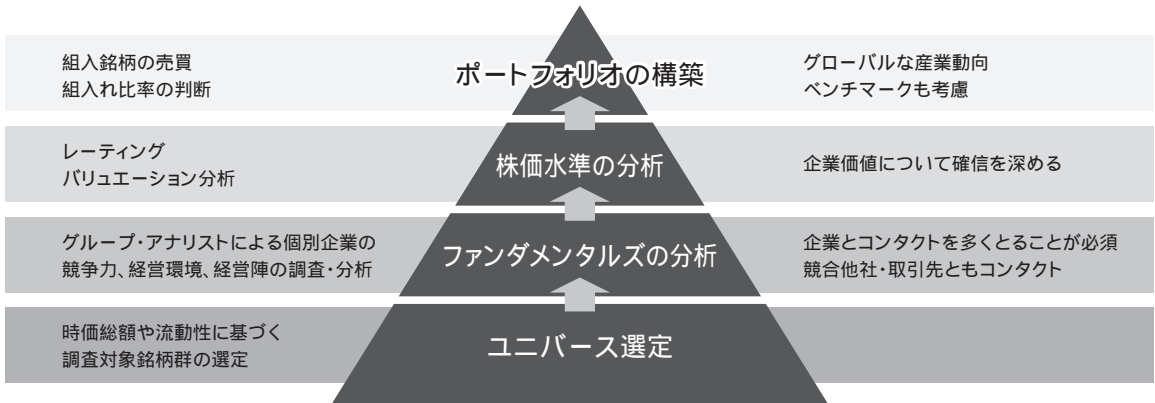 組入銘柄の売買
組入れ比率の判断
ポートフォリオの構築
グローバルな産業動向
ベンチマークも考慮
レーティング
バリュエーション分析
株価水準の分析
企業価値について確信を深める
グループ・アナリストによる個別企業の
競争力、経営環境、経営陣の調査・分析
ファンダメンタルズの分析
企業とコンタクトを多くとることが必須
競合他社・取引先ともコンタクト
時価総額や流動性に基づく
調査対象銘柄群の選定
ユニバース選定